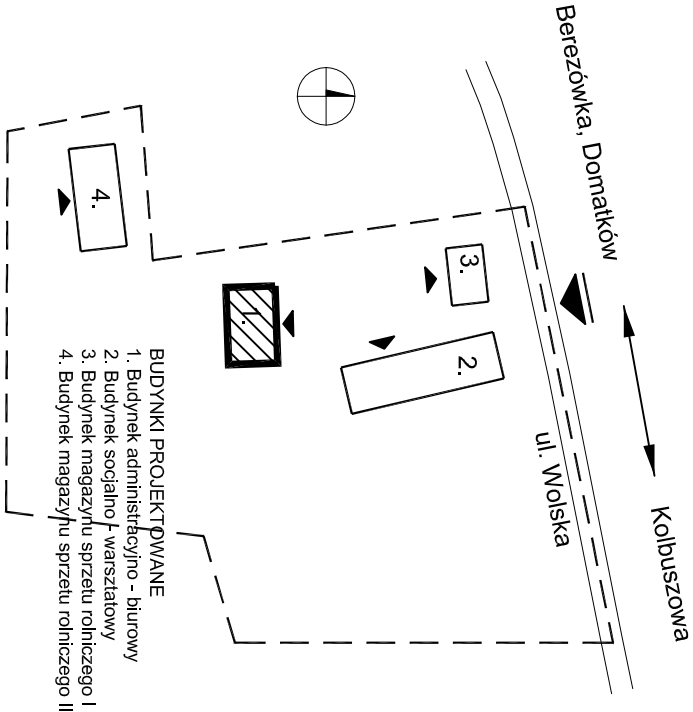 Berezówka, Domatków
Kolbuszowa
ul. Wolska
3.
2.
1.
4.
BUDYNKI PROJEKTOWANE
1. Budynek administracyjno - biurowy
2. Budynek socjalno - warsztatowy
3. Budynek magazynu sprzetu rolniczego I
4. Budynek magazynu sprzetu rolniczego II